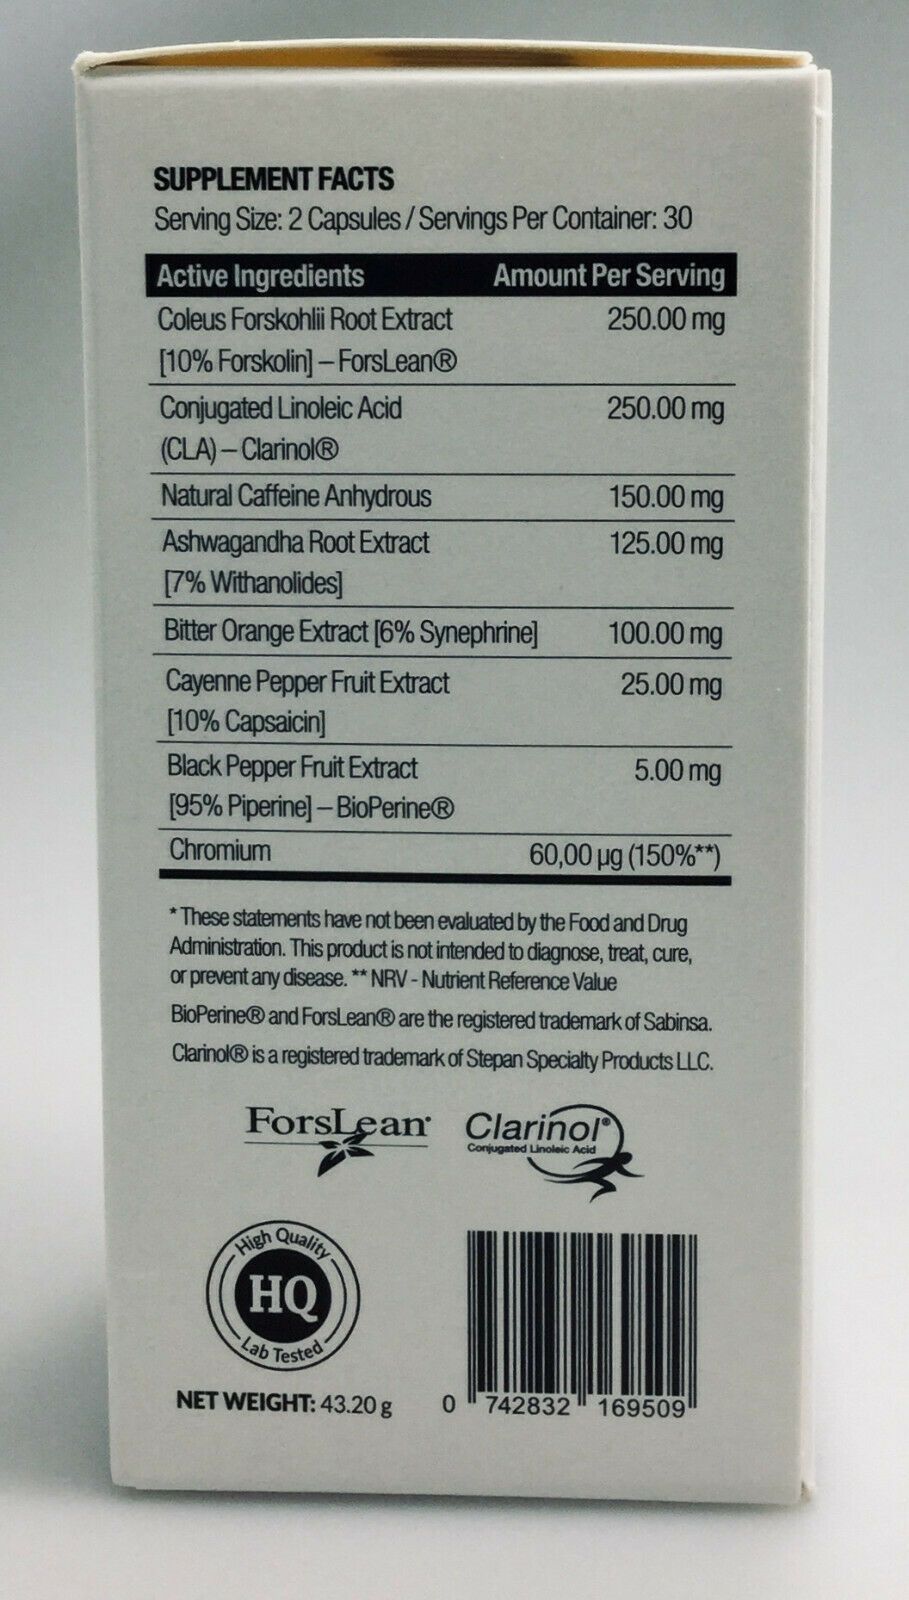 SUPPLEMENT FACTS
Serving Size: 2 Capsules / Servings Per Container: 30
Active Ingredients Amount Per Serving
Coleus Forskohlii Root Extract 250.00 mg
[10% Forskolin] – ForsLean®
Conjugated Linoleic Acid 250.00 mg
(CLA) – Clarinol®
Natural Caffeine Anhydrous 150.00 mg
Ashwagandha Root Extract 125.00 mg
[7% Withanolides]
Bitter Orange Extract [6% Synephrine] 100.00 mg
Cayenne Pepper Fruit Extract 25.00 mg
[10% Capsaicin]
Black Pepper Fruit Extract 5.00 mg
[95% Piperine] – BioPerine®
Chromium 60,00 µg (150%**)
* These statements have not been evaluated by the Food and Drug
Administration. This product is not intended to diagnose, treat, cure,
or prevent any disease. ** NRV - Nutrient Reference Value
BioPerine® and ForsLean® are the registered trademark of Sabinsa.
Clarinol® is a registered trademark of Stepan Specialty Products LLC.
ForsLean®
Clarinol®
Conjugated Linoleic Acid
High Quality
HQ
Lab Tested
NET WEIGHT: 43.20 g
0 742832 169509